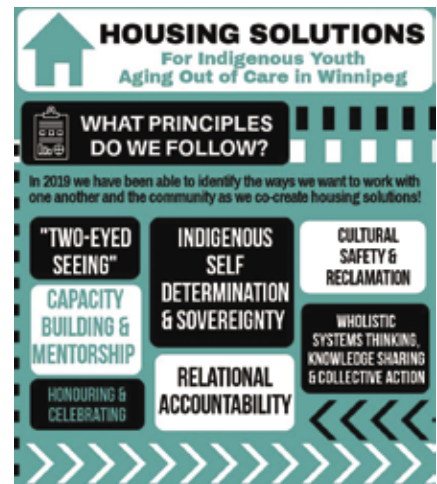 HOUSING SOLUTIONS
For Indigenous Youth
Aging Out of Care in Winnipeg
WHAT PRINCIPLES
DO WE FOLLOW?
In 2019 we have been able to identify the ways we want to work with
one another and the community as we co-create housing solutions!
"TWO-EYED
SEEING"
CAPACITY
BUILDING &
MENTORSHIP
HONOURING &
CELEBRATING
INDIGENOUS
SELF
DETERMINATION
& SOVEREIGNTY
RELATIONAL
ACCOUNTABILITY
CULTURAL
SAFETY &
RECLAMATION
WHOLISTIC
SYSTEMS THINKING,
KNOWLEDGE SHARING
& COLLECTIVE ACTION